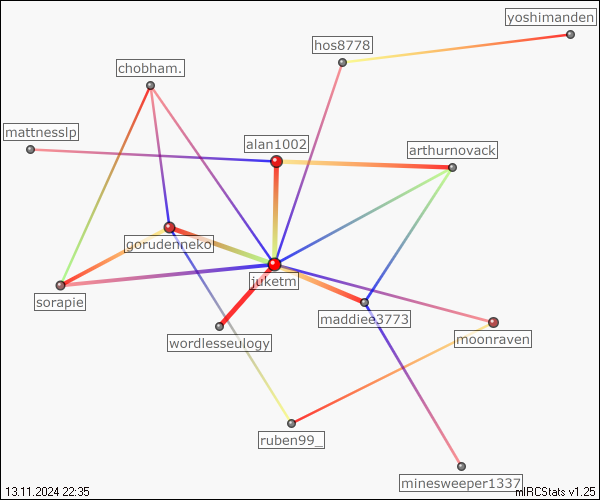 yoshimanden
hos8778
chobham.
mattnesslp
alan1002
arthurnovack
gorudenneko
juketm
sorapie
maddiee3773
wordlesseulogy
moonraven
ruben99_
minesweeper1337
13.11.2024 22:35
mIRCStats v1.25